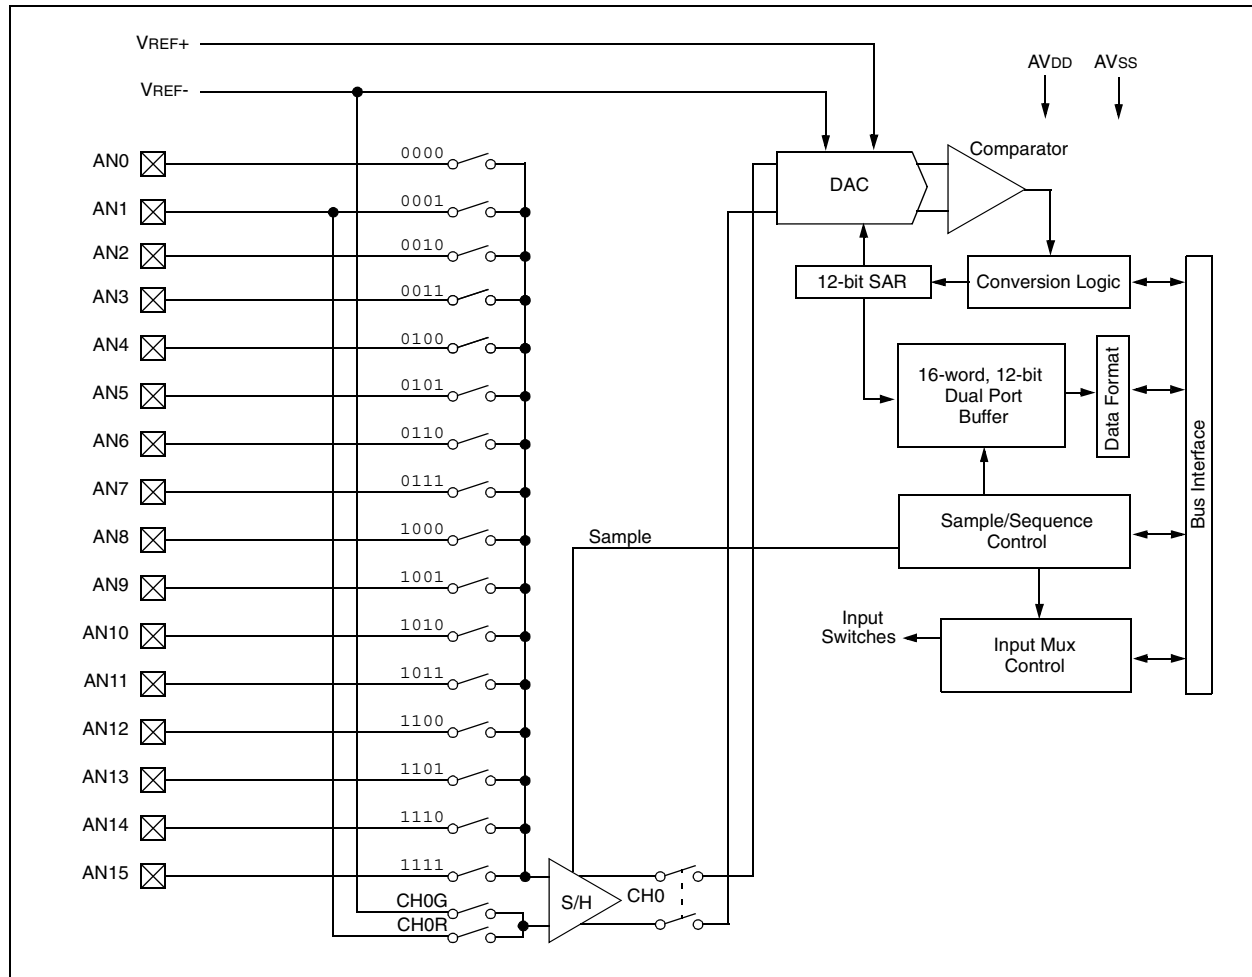 VREF+
AVDD AVSS
VREF-
AN0 0000
Comparator
DAC
AN1 0001
AN2 0010
12-bit SAR
Conversion Logic
AN3 0011
AN4 0100
16-word, 12-bit
Dual Port
Buffer
Data Format
AN5 0101
AN6 0110
Bus Interface
AN7 0111
AN8 1000
Sample
Sample/Sequence
Control
AN9 1001
AN10 1010
Input
Switches
Input Mux
Control
AN11 1011
AN12 1100
AN13 1101
AN14 1110
AN15 1111
CH0G
S/H
CH0
CH0R